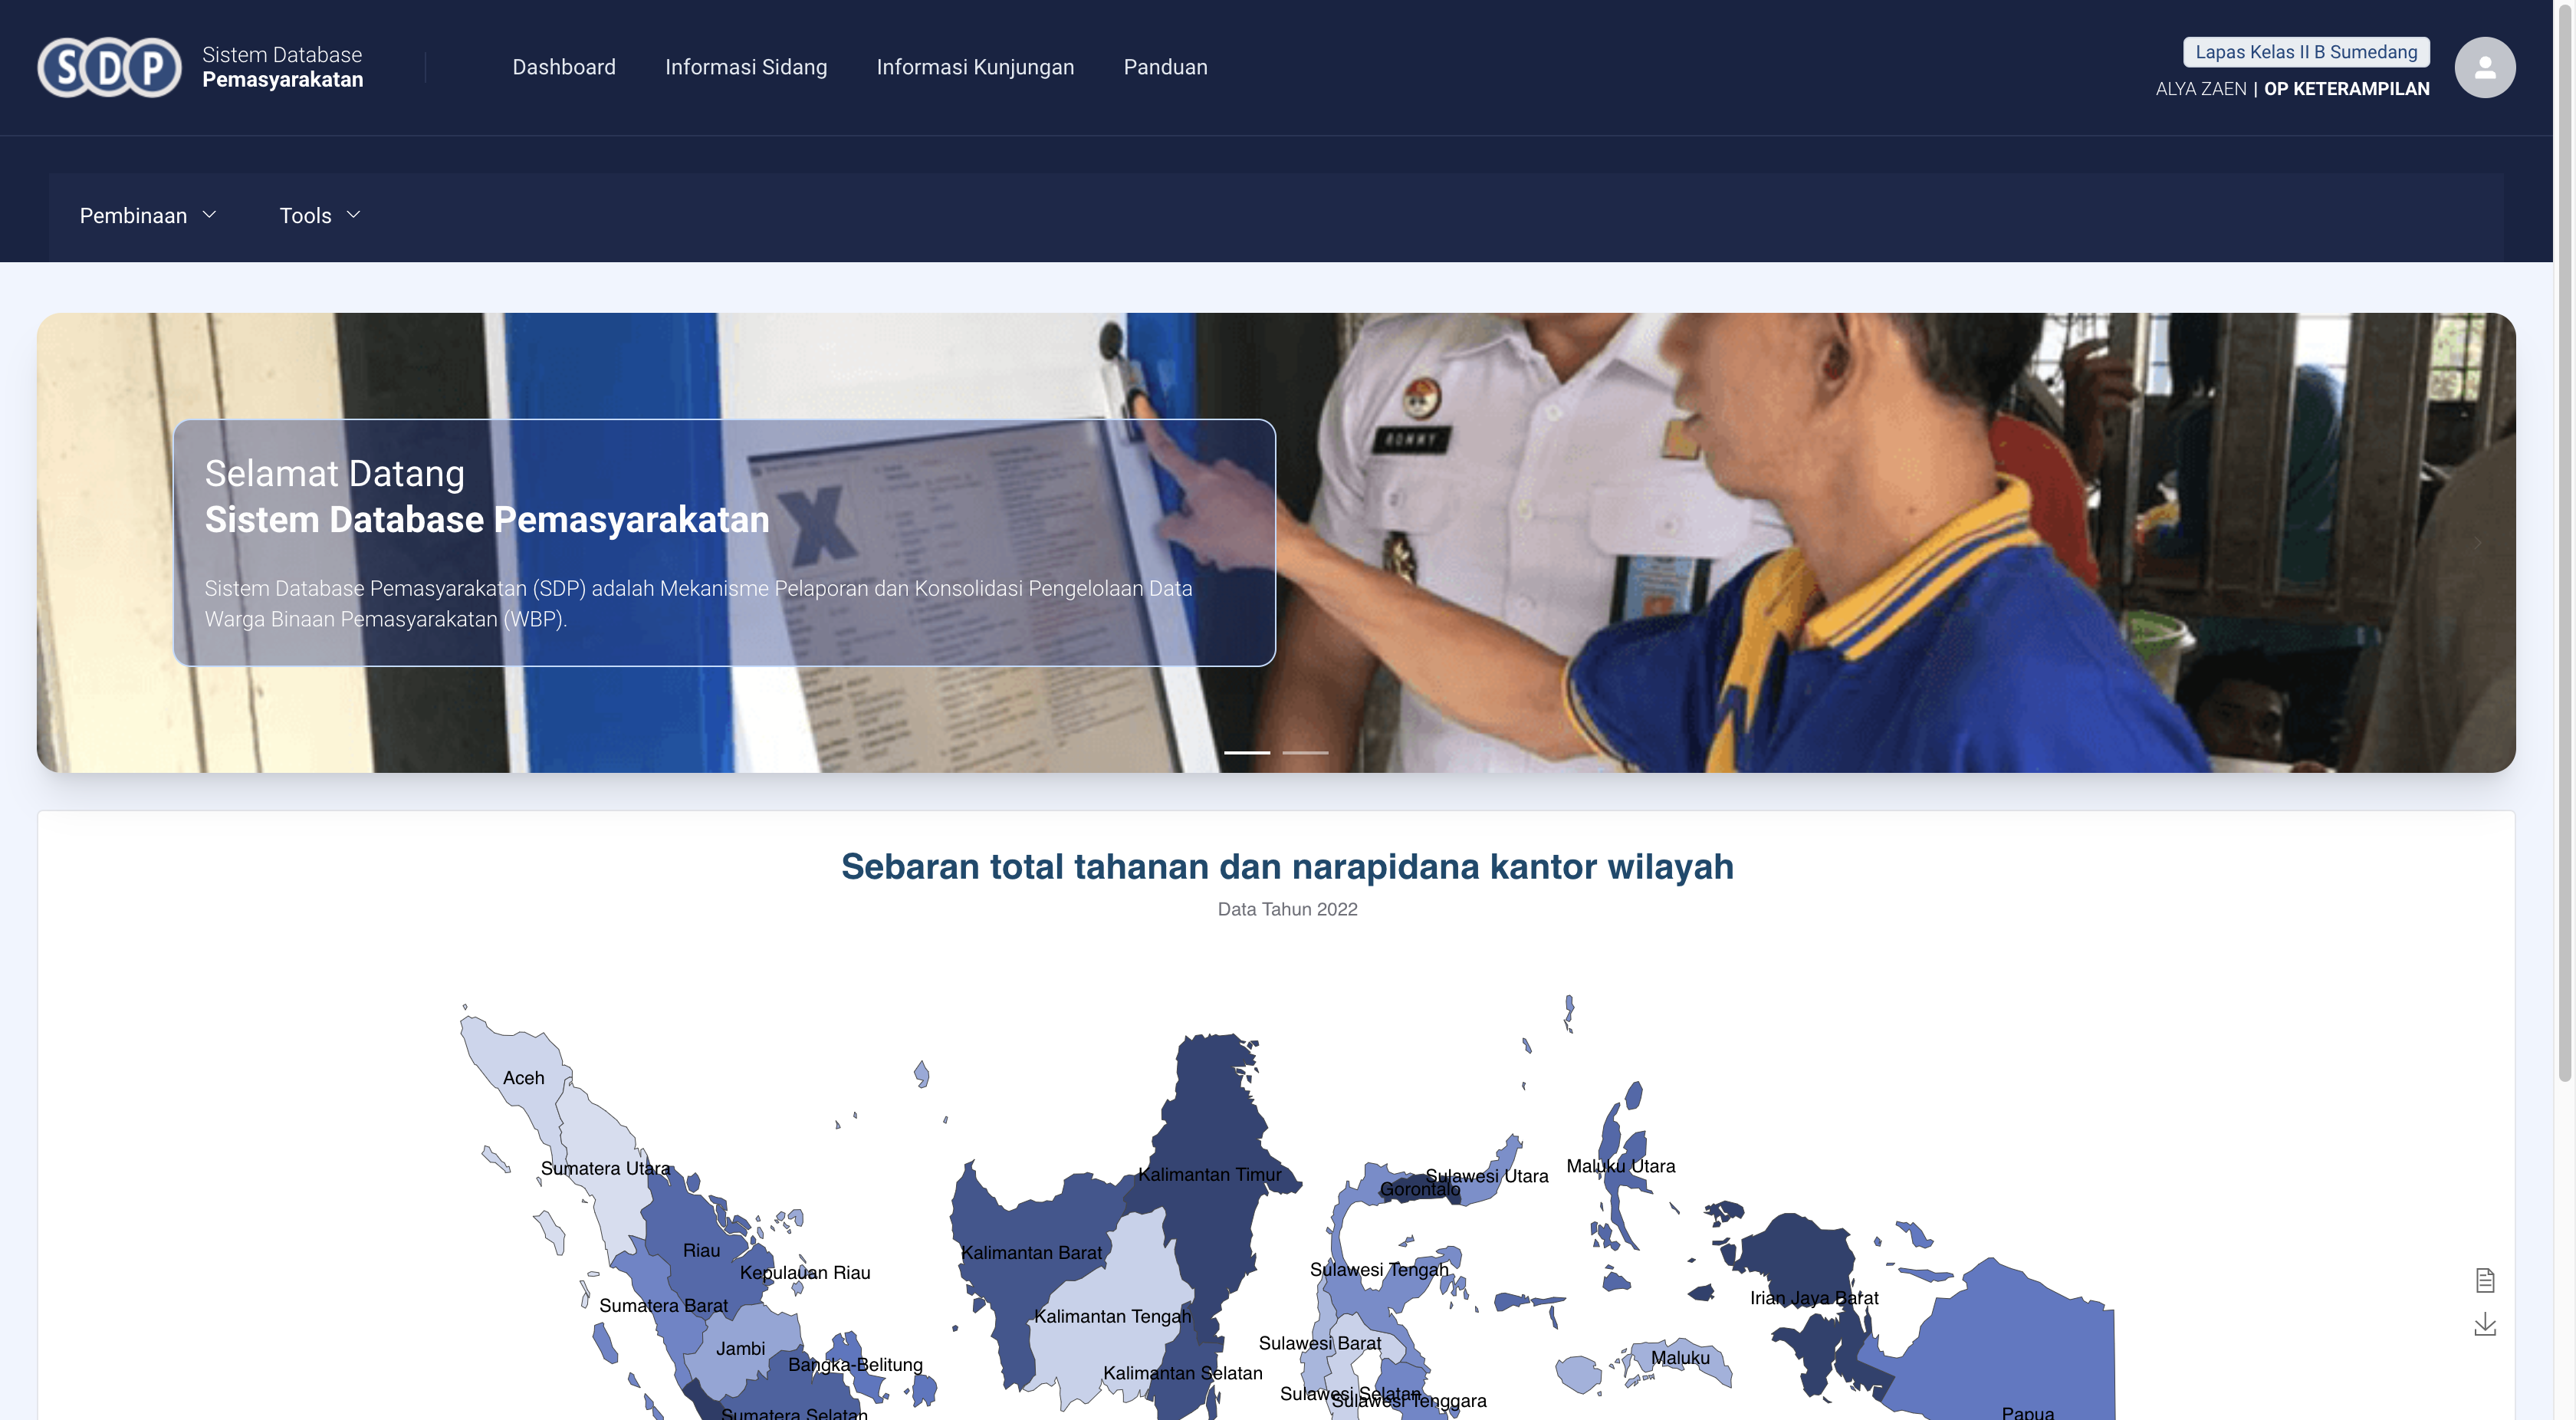 SDP
Sistem Database
Pemasyarakatan
Dashboard
Informasi Sidang
Informasi Kunjungan
Panduan
Lapas Kelas II B Sumedang
ALYA ZAEN | OP KETERAMPILAN
Pembinaan
Tools
RONNY
X
Selamat Datang
Sistem Database Pemasyarakatan
Sistem Database Pemasyarakatan (SDP) adalah Mekanisme Pelaporan dan Konsolidasi Pengelolaan Data
Warga Binaan Pemasyarakatan (WBP).
Sebaran total tahanan dan narapidana kantor wilayah
Data Tahun 2022
Aceh
Sumatera Utara
Kalimantan Timur
Sulawesi Utara
Maluku Utara
Gorontalo
Riau
Kalimantan Barat
Kepulauan Riau
Sulawesi Tengah
Irian Jaya Barat
Sumatera Barat
Kalimantan Tengah
Jambi
Sulawesi Barat
Maluku
Bangka-Belitung
Kalimantan Selatan
Sulawesi Selatan
Sulawesi Tenggara
Sumatera Selatan
Papua